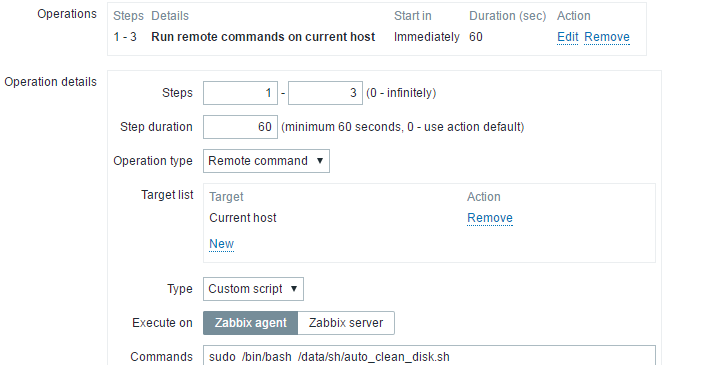 Operations Steps Details Start in Duration (sec) Action
1 - 3 Run remote commands on current host Immediately 60 Edit Remove
Operation details
Steps 1 - 3 (0 - infinitely)
Step duration 60 (minimum 60 seconds, 0 - use action default)
Operation type Remote command
Target list Target Action
Current host Remove
New
Type Custom script
Execute on Zabbix agent Zabbix server
Commands sudo /bin/bash /data/sh/auto_clean_disk.sh